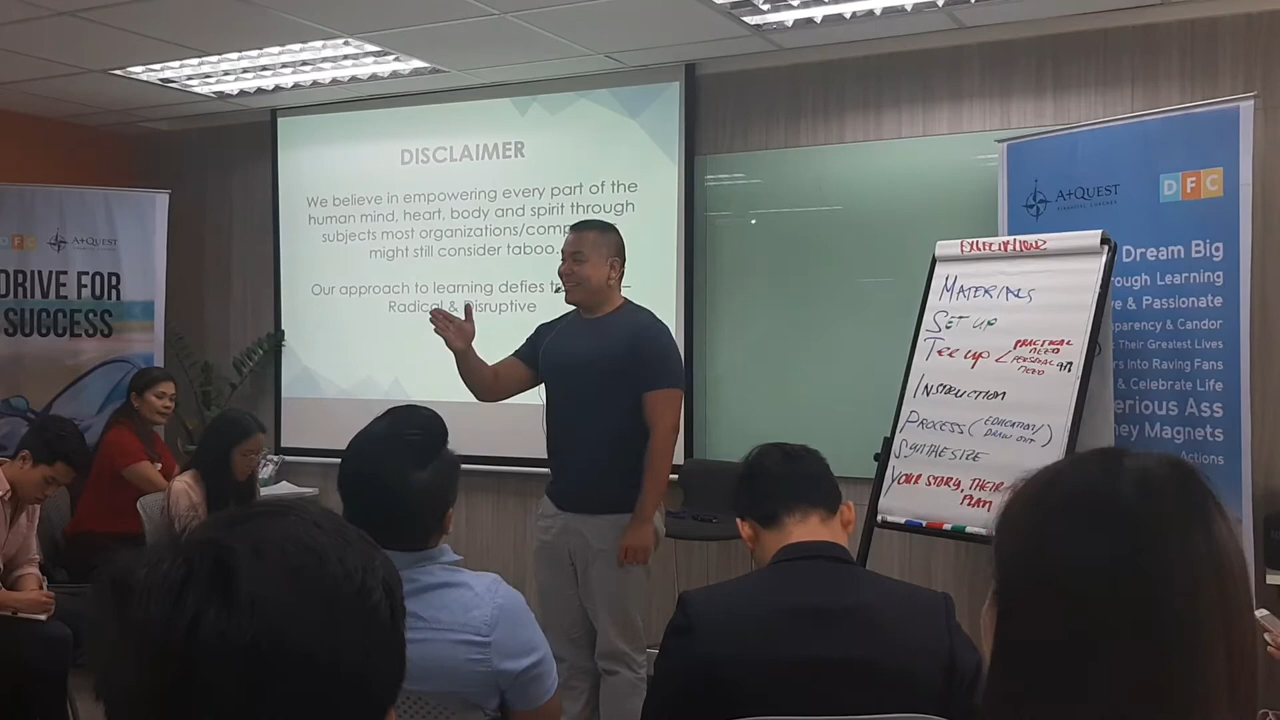 DISCLAIMER
We believe in empowering every part of the
human mind, heart, body and spirit through
subjects most organizations/comp
might still consider taboo.
Our approach to learning defies
Radical & Disruptive
DFC
A+QUEST
DRIVE FOR
SUCCESS
A+QUEST
FINANCIAL COACHES
DFC
Dream Big
rough Learning
e & Passionate
parency & Candor
Their Greatest Lives
rs Into Raving Fans
& Celebrate Life
erious Ass
ney Magnets
Actions
MATERIALS
SET UP
TEE UP < PRACTICAL
NEED
PERSONAL
NEED
INSTRUCTION
PROCESS (EDUCATION/
DRAW OUT)
SYNTHESIZE
YOUR STORY, THEIR
PLAN